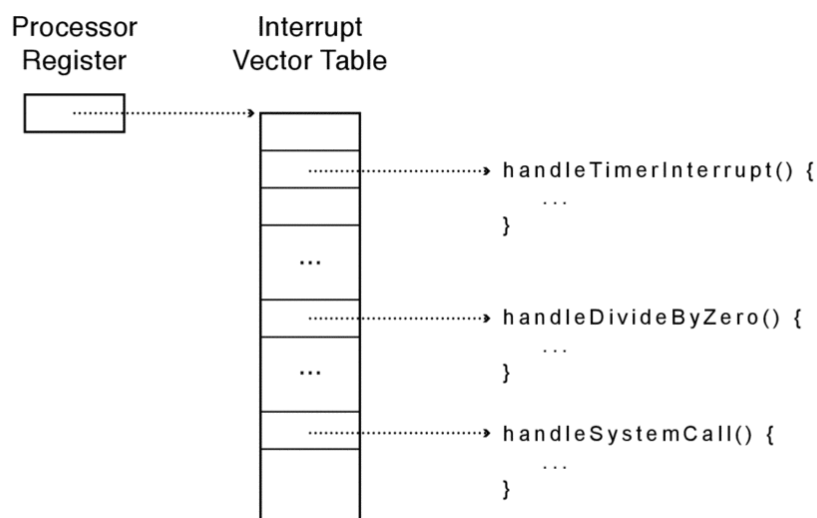 Processor
Register
Interrupt
Vector Table
handleTimerInterrupt() {
...
}
...
handleDivideByZero() {
...
}
...
handleSystemCall() {
...
}